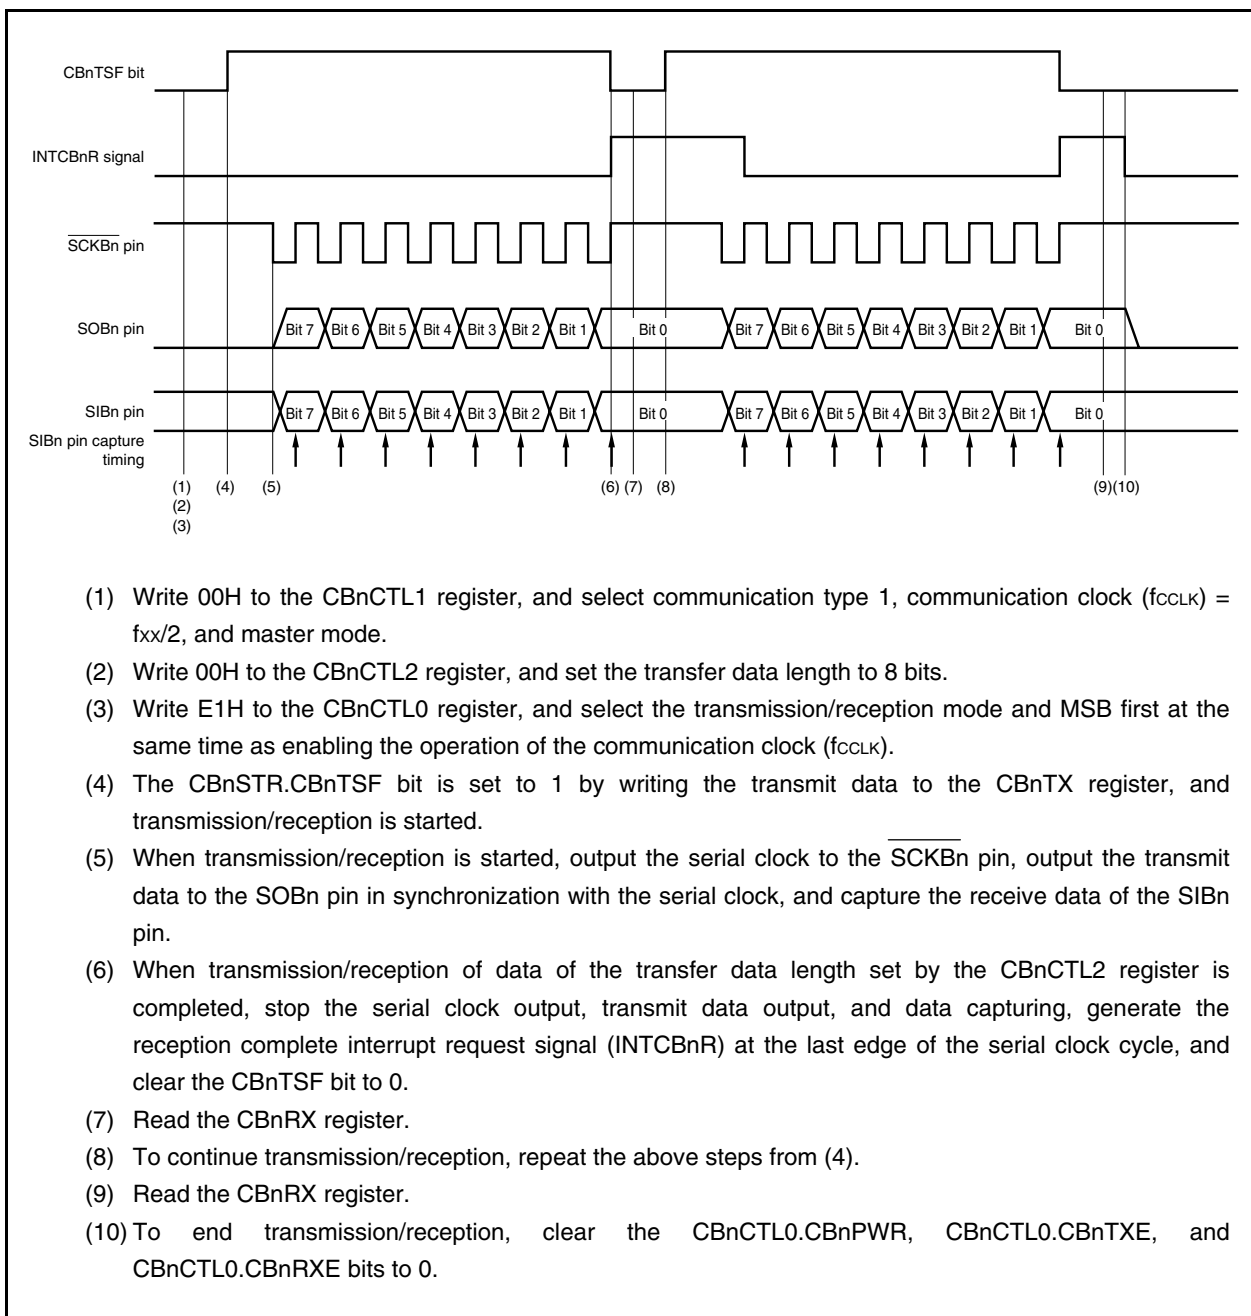 CBnTSF bit
INTCBnR signal
SCKBn pin
SOBn pin
Bit 7 Bit 6 Bit 5 Bit 4 Bit 3 Bit 2 Bit 1 Bit 0 Bit 7 Bit 6 Bit 5 Bit 4 Bit 3 Bit 2 Bit 1 Bit 0
SIBn pin
Bit 7 Bit 6 Bit 5 Bit 4 Bit 3 Bit 2 Bit 1 Bit 0 Bit 7 Bit 6 Bit 5 Bit 4 Bit 3 Bit 2 Bit 1 Bit 0
SIBn pin capture
timing
(1) (4) (5) (6) (7) (8) (9) (10)
(2)
(3)
(1) Write 00H to the CBnCTL1 register, and select communication type 1, communication clock (fCCLK) =
fxx/2, and master mode.
(2) Write 00H to the CBnCTL2 register, and set the transfer data length to 8 bits.
(3) Write E1H to the CBnCTL0 register, and select the transmission/reception mode and MSB first at the
same time as enabling the operation of the communication clock (fCCLK).
(4) The CBnSTR.CBnTSF bit is set to 1 by writing the transmit data to the CBnTX register, and
transmission/reception is started.
(5) When transmission/reception is started, output the serial clock to the SCKBn pin, output the transmit
data to the SOBn pin in synchronization with the serial clock, and capture the receive data of the SIBn
pin.
(6) When transmission/reception of data of the transfer data length set by the CBnCTL2 register is
completed, stop the serial clock output, transmit data output, and data capturing, generate the
reception complete interrupt request signal (INTCBnR) at the last edge of the serial clock cycle, and
clear the CBnTSF bit to 0.
(7) Read the CBnRX register.
(8) To continue transmission/reception, repeat the above steps from (4).
(9) Read the CBnRX register.
(10) To end transmission/reception, clear the CBnCTL0.CBnPWR, CBnCTL0.CBnTXE, and
CBnCTL0.CBnRXE bits to 0.